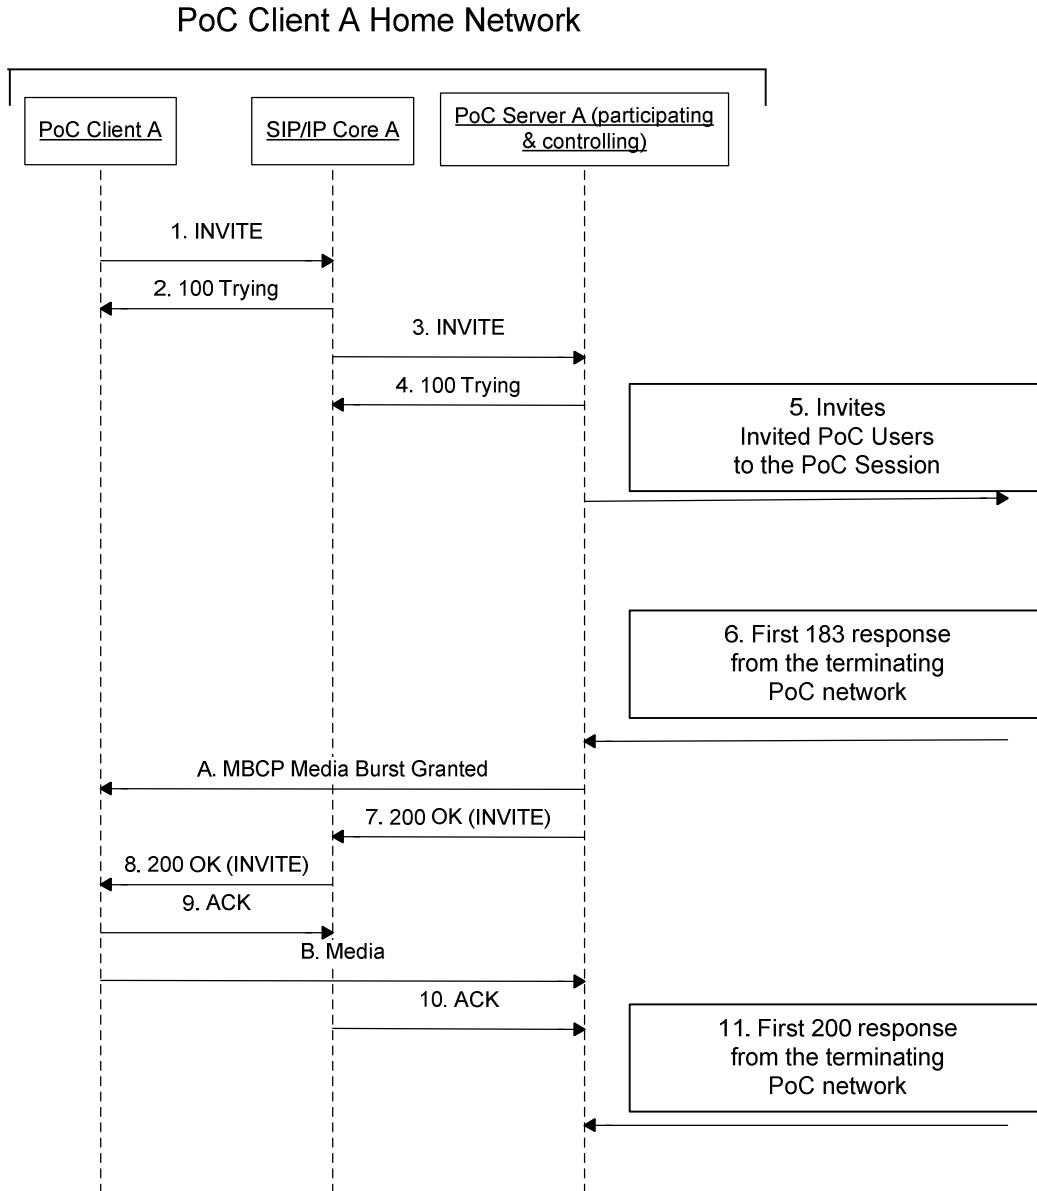 PoC Client A Home Network
PoC Client A
SIP/IP Core A
PoC Server A (participating
& controlling)
1. INVITE
2. 100 Trying
3. INVITE
4. 100 Trying
5. Invites
Invited PoC Users
to the PoC Session
6. First 183 response
from the terminating
PoC network
A. MBCP Media Burst Granted
7. 200 OK (INVITE)
8. 200 OK (INVITE)
9. ACK
B. Media
10. ACK
11. First 200 response
from the terminating
PoC network